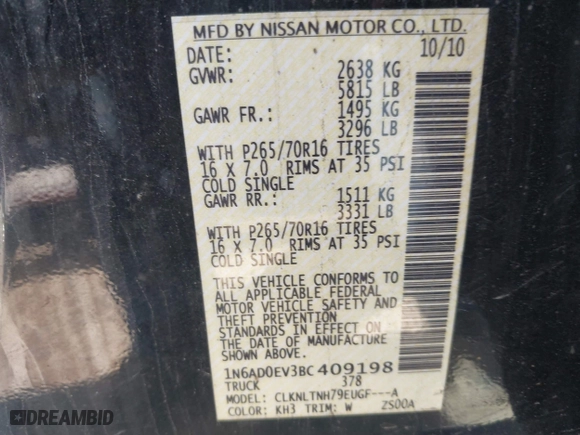 MFD BY NISSAN MOTOR CO., LTD.
DATE: 10/10
GVWR: 2638 KG
5815 LB
GAWR FR.: 1495 KG
3296 LB
WITH P265/70R16 TIRES
16 X 7.0 RIMS AT 35 PSI
COLD SINGLE
GAWR RR.: 1511 KG
3331 LB
WITH P265/70R16 TIRES
16 X 7.0 RIMS AT 35 PSI
COLD SINGLE
THIS VEHICLE CONFORMS TO
ALL APPLICABLE FEDERAL
MOTOR VEHICLE SAFETY AND
THEFT PREVENTION
STANDARDS IN EFFECT ON
THE DATE SHOWN ABOVE.
1N6AD0EV3BC409198
TRUCK 378
MODEL: CLKNLTNH79EUGF---A
COLOR: KH3 TRIM: W 2S00A
DREAMBID